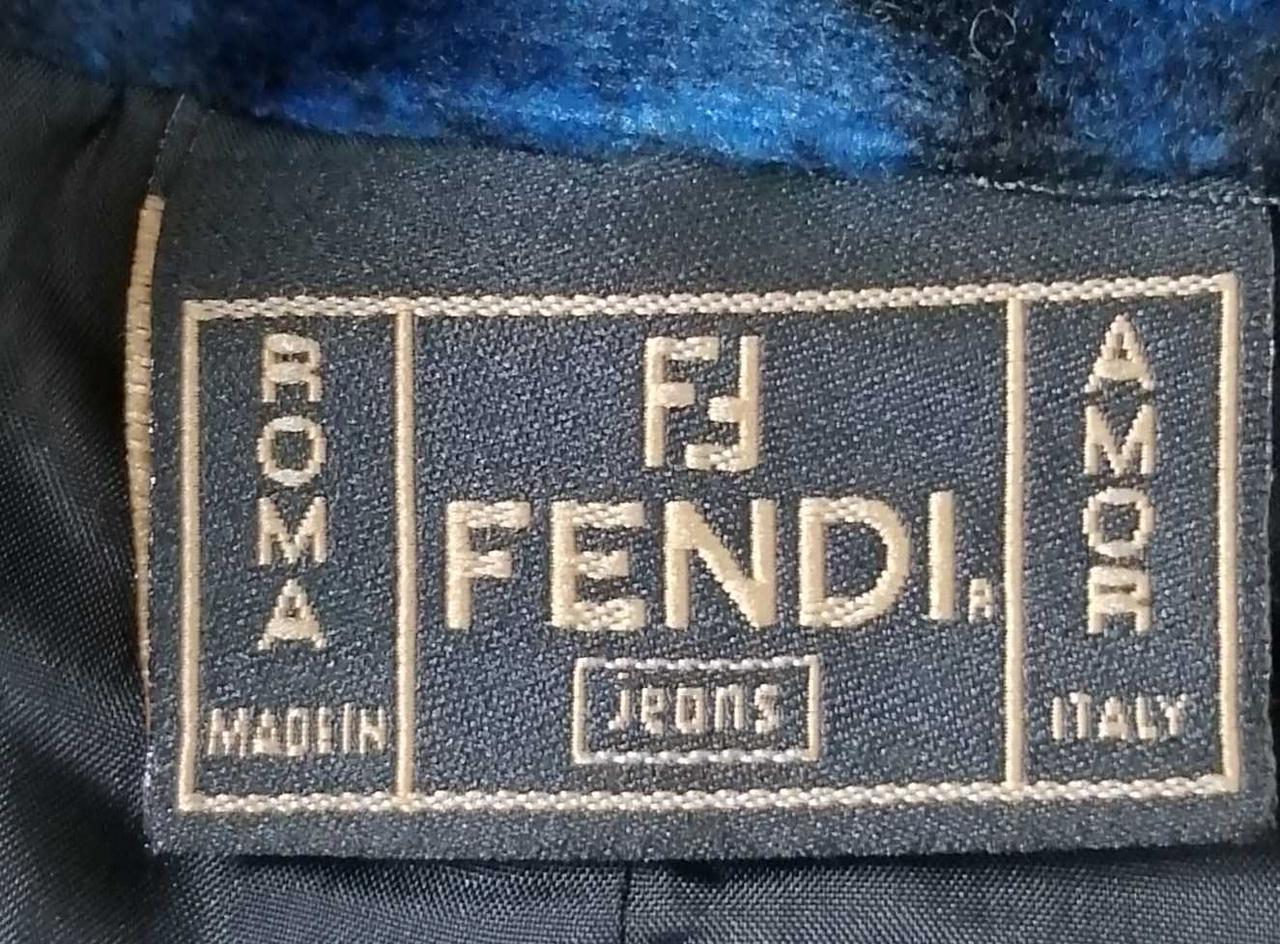 ROMA
MADE IN
FF
FENDI
jeans
AMOR
ITALY